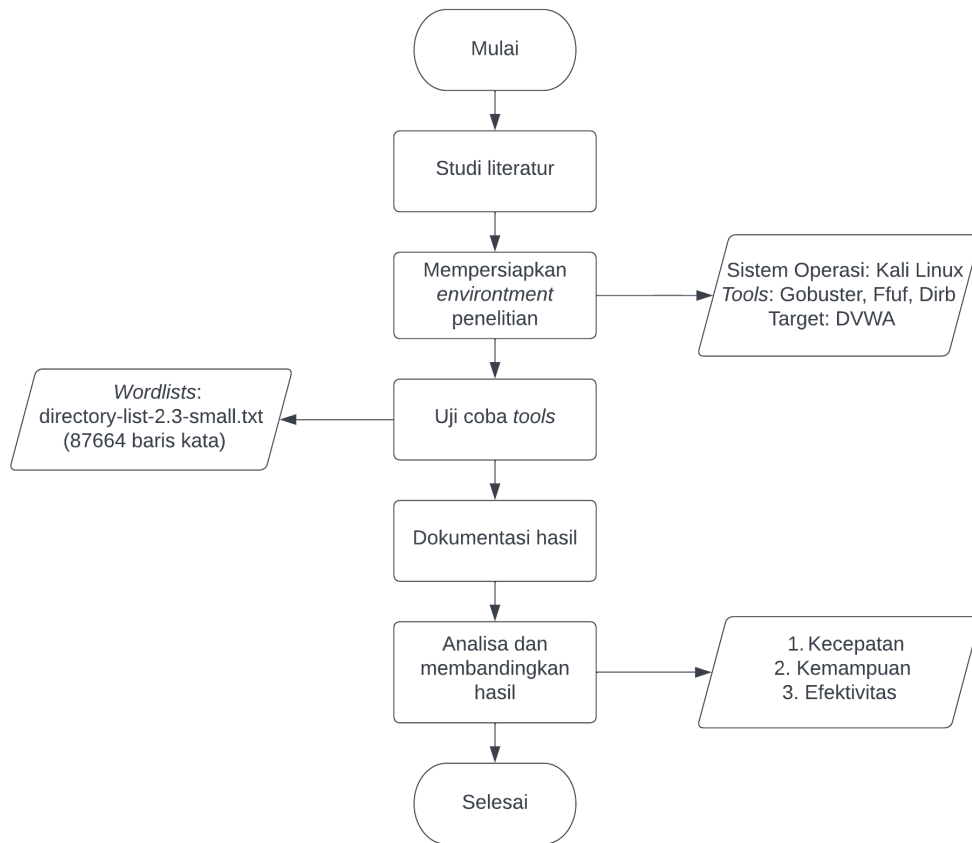 Mulai
Studi literatur
Mempersiapkan
environtment
penelitian
Sistem Operasi: Kali Linux
Tools: Gobuster, Ffuf, Dirb
Target: DVWA
Uji coba tools
Wordlists:
directory-list-2.3-small.txt
(87664 baris kata)
Dokumentasi hasil
Analisa dan
membandingkan
hasil
1. Kecepatan
2. Kemampuan
3. Efektivitas
Selesai